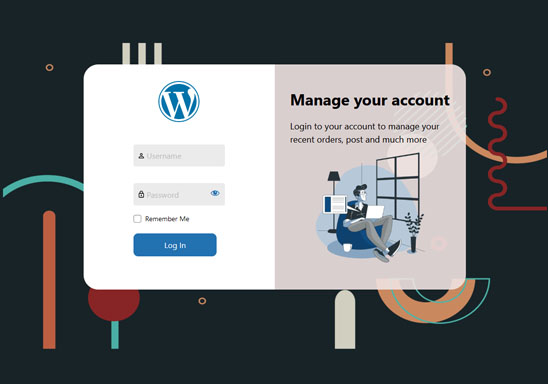 Username
Password
Remember Me
Log In
Manage your account
Login to your account to manage your
recent orders, post and much more